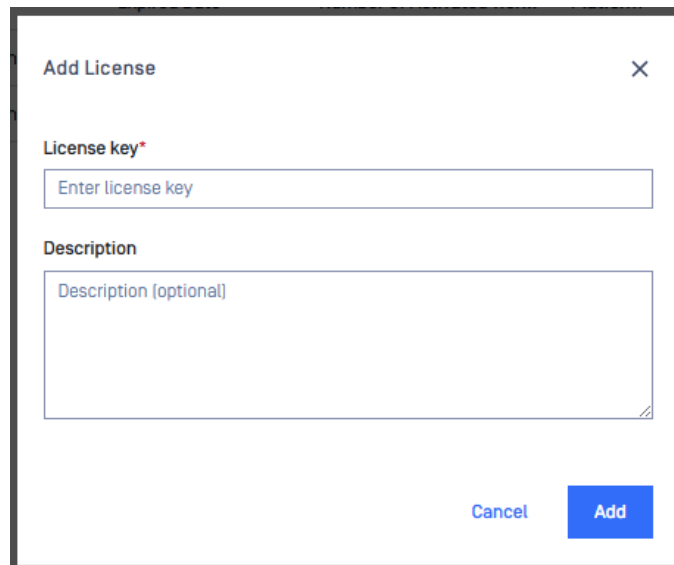 Add License
License key*
Enter license key
Description
Description (optional)
Cancel
Add